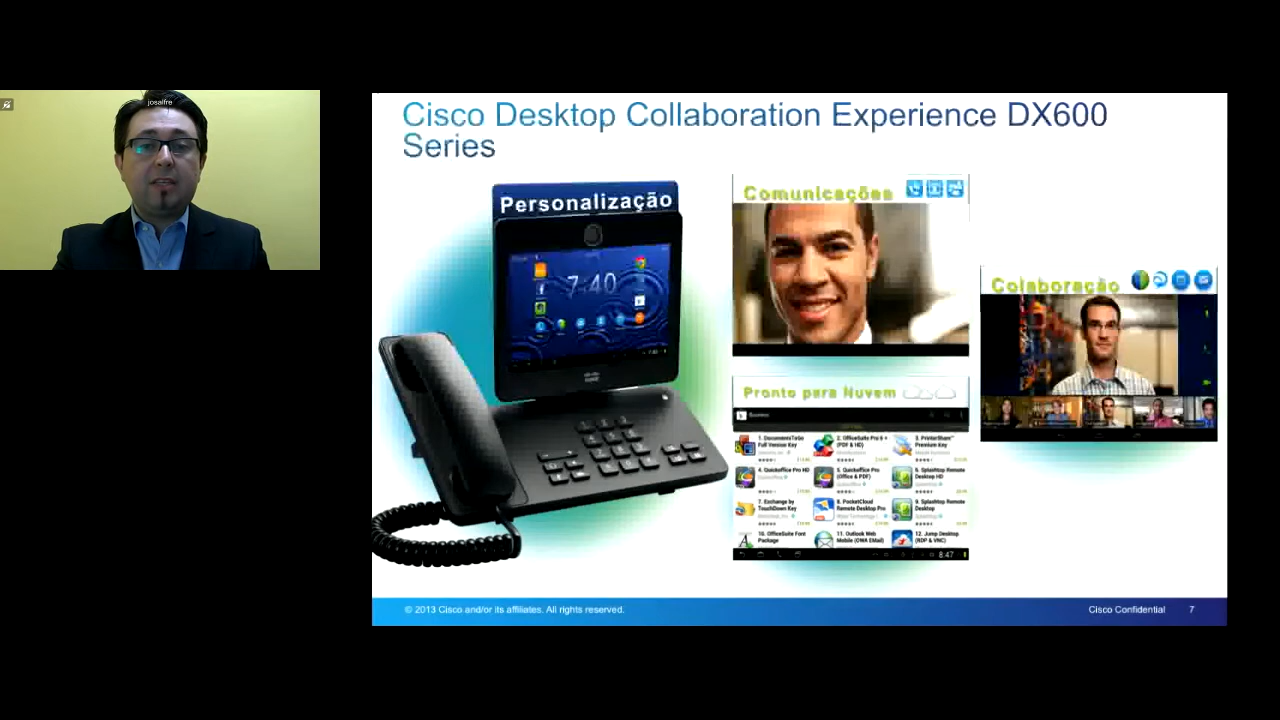 josalfre
Cisco Desktop Collaboration Experience DX600
Series
Personalização
7:40
Comunicações
Colaboração
Pronto para Nuvem
Business
1. DocumentsToGo
Full Version Key
2. OfficeSuite Pro 6 +
(PDF & HD)
3. PrinterShare™
Premium Key
4. Quickoffice Pro HD
5. Quickoffice Pro
(Office & PDF)
6. Splashtop Remote
Desktop HD
7. Exchange by
TouchDown Key
8. PocketCloud
Remote Desktop Pro
9. Splashtop Remote
Desktop
10. OfficeSuite Font
Package
11. Outlook Web
Mobile (OWA EMail)
12. Jump Desktop
(RDP & VNC)
8:47
© 2013 Cisco and/or its affiliates. All rights reserved.
Cisco Confidential
7